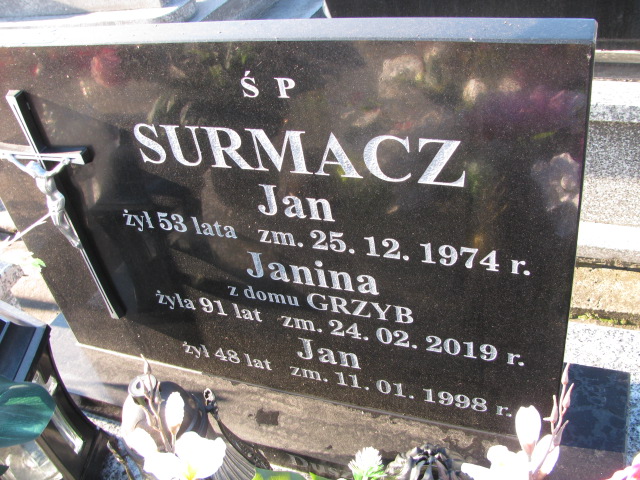 Ś P
SURMACZ
Jan
żył 53 lata zm. 25. 12. 1974 r.
Janina
z domu GRZYB
żyła 91 lat zm. 24. 02. 2019 r.
Jan
żył 48 lat zm. 11. 01. 1998 r.